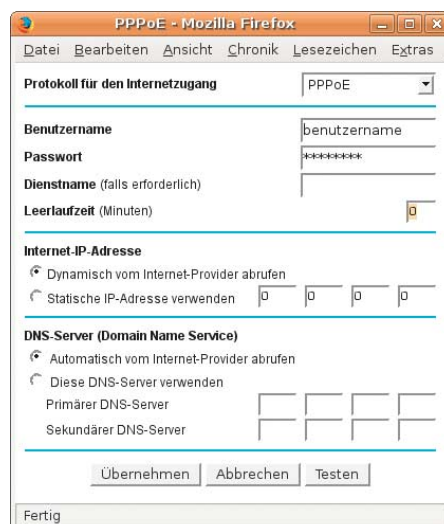 PPPoE - Mozilla Firefox
Datei Bearbeiten Ansicht Chronik Lesezeichen Extras
Protokoll für den Internetzugang PPPoE
Benutzername benutzername
Passwort ********
Dienstname (falls erforderlich)
Leerlaufzeit (Minuten) 0
Internet-IP-Adresse
Dynamisch vom Internet-Provider abrufen
Statische IP-Adresse verwenden 0 0 0 0
DNS-Server (Domain Name Service)
Automatisch vom Internet-Provider abrufen
Diese DNS-Server verwenden
Primärer DNS-Server
Sekundärer DNS-Server
Übernehmen Abbrechen Testen
Fertig